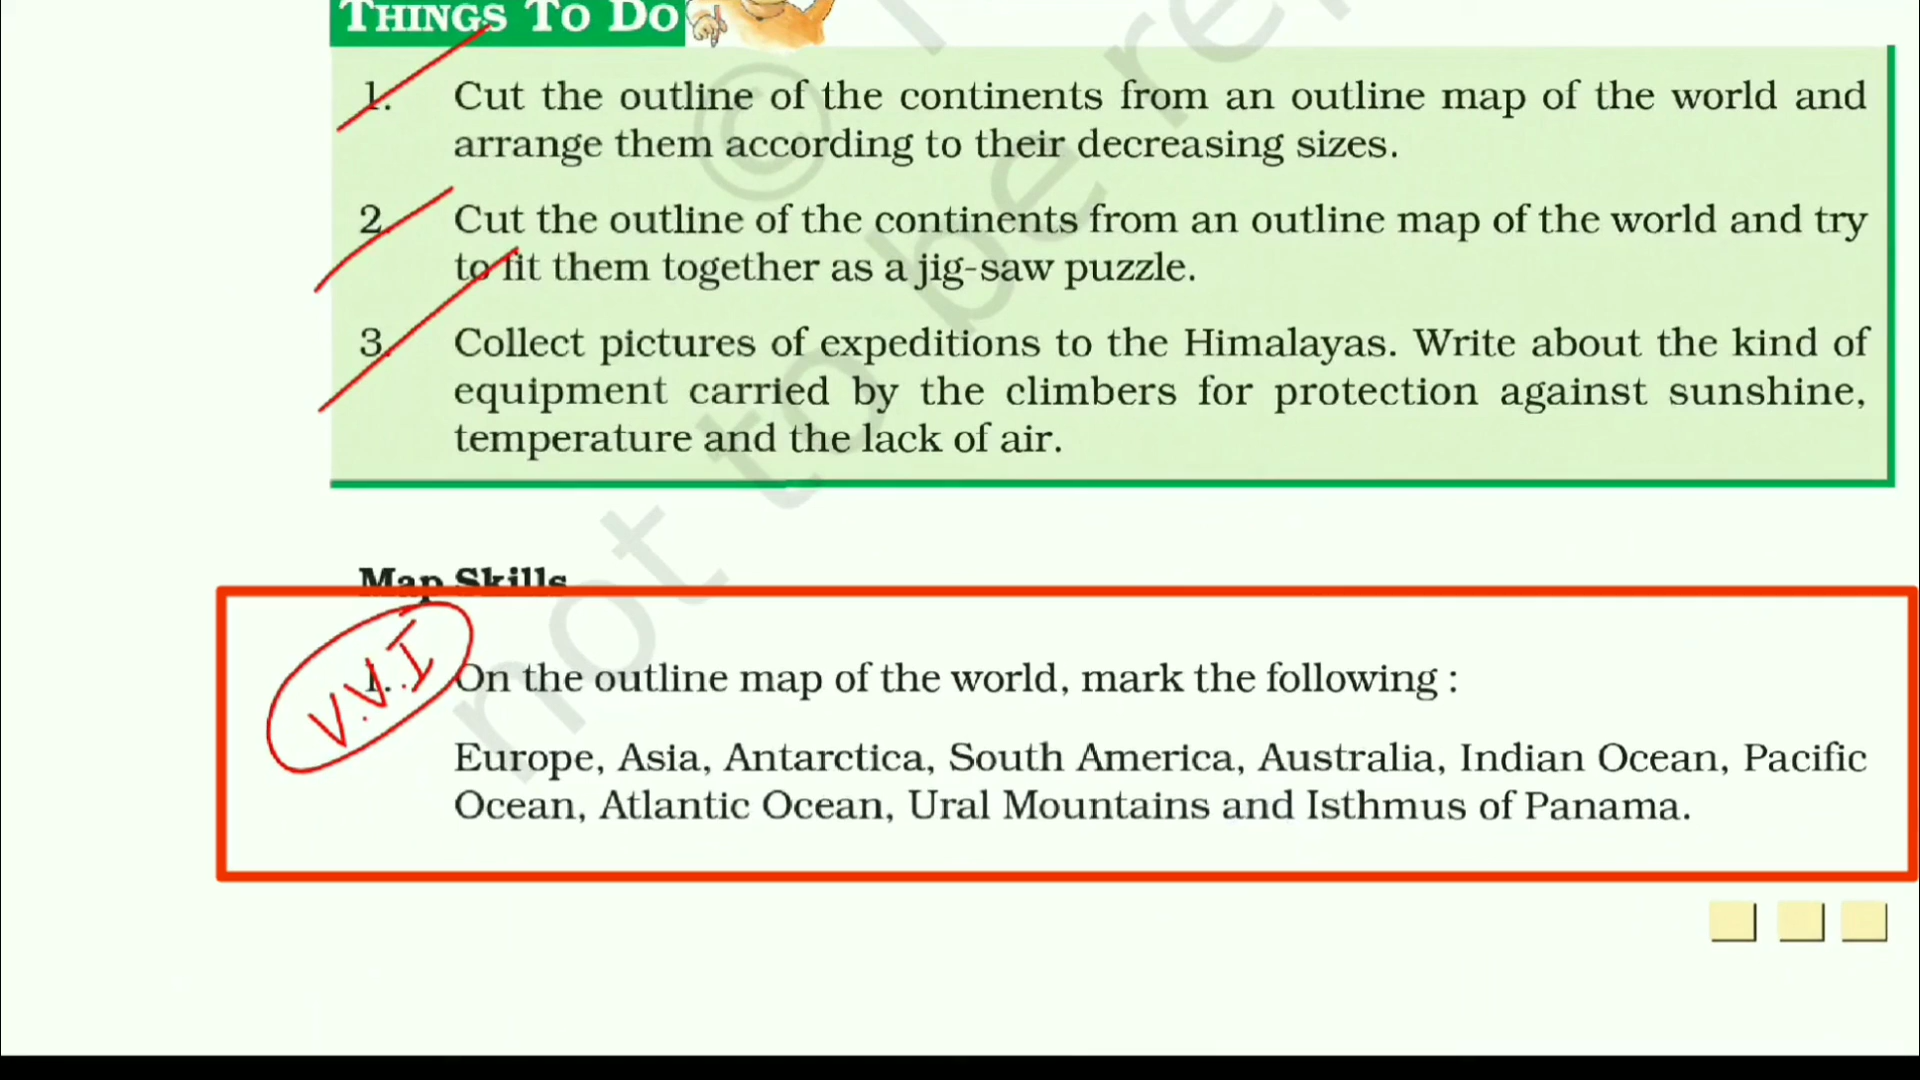 THINGS TO DO
1. Cut the outline of the continents from an outline map of the world and
arrange them according to their decreasing sizes.
2. Cut the outline of the continents from an outline map of the world and try
to fit them together as a jig-saw puzzle.
3. Collect pictures of expeditions to the Himalayas. Write about the kind of
equipment carried by the climbers for protection against sunshine,
temperature and the lack of air.
Map Skills
V.V.I
1. On the outline map of the world, mark the following :
Europe, Asia, Antarctica, South America, Australia, Indian Ocean, Pacific
Ocean, Atlantic Ocean, Ural Mountains and Isthmus of Panama.
not to be re
©